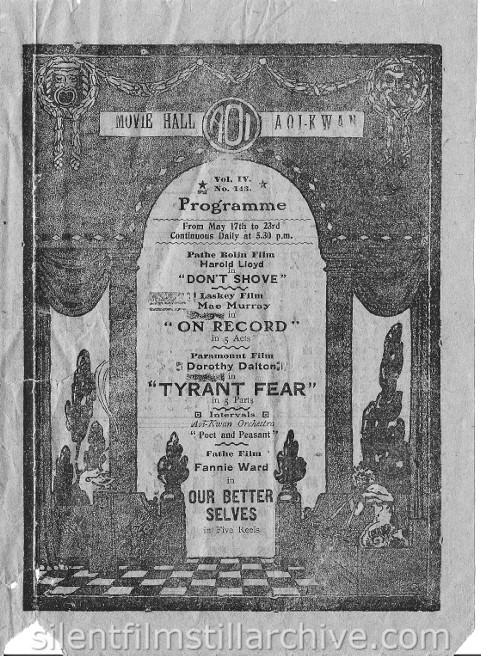 MOVIE HALL AOI AOI-KWAN
Vol. IV.
No. 143.
Programme
From May 17th to 23rd
Continuous Daily at 5.30 p.m.
Pathe Rolin Film
Harold Lloyd
in
"DON'T SHOVE"
Laskey Film
Mae Murray
in
"ON RECORD"
in 5 Acts
Paramount Film
Dorothy Dalton
in
"TYRANT FEAR"
in 5 Parts
Intervals
Aoi-Kwan Orchestra
"Poet and Peasant"
Pathe Film
Fannie Ward
in
OUR BETTER
SELVES
in Five Reels
silentfilmstillarchive.com